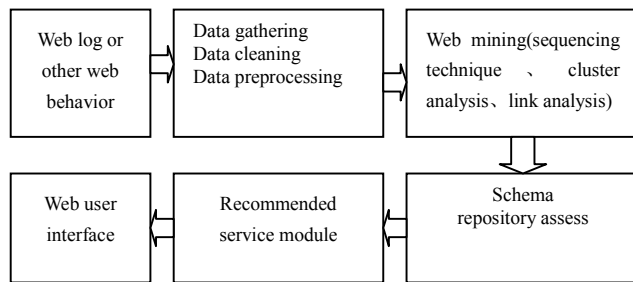 Web log or
other web
behavior
Data gathering
Data cleaning
Data preprocessing
Web mining(sequencing
technique 、 cluster
analysis、link analysis)
Web user
interface
Recommended
service module
Schema
repository assess